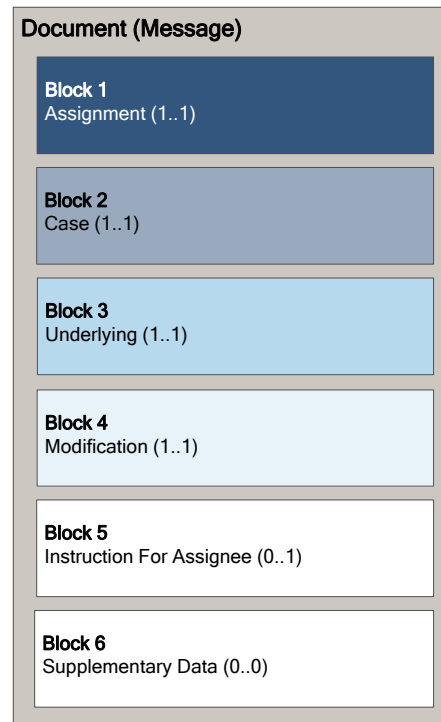 Document (Message)
Block 1
Assignment (1..1)
Block 2
Case (1..1)
Block 3
Underlying (1..1)
Block 4
Modification (1..1)
Block 5
Instruction For Assignee (0..1)
Block 6
Supplementary Data (0..0)